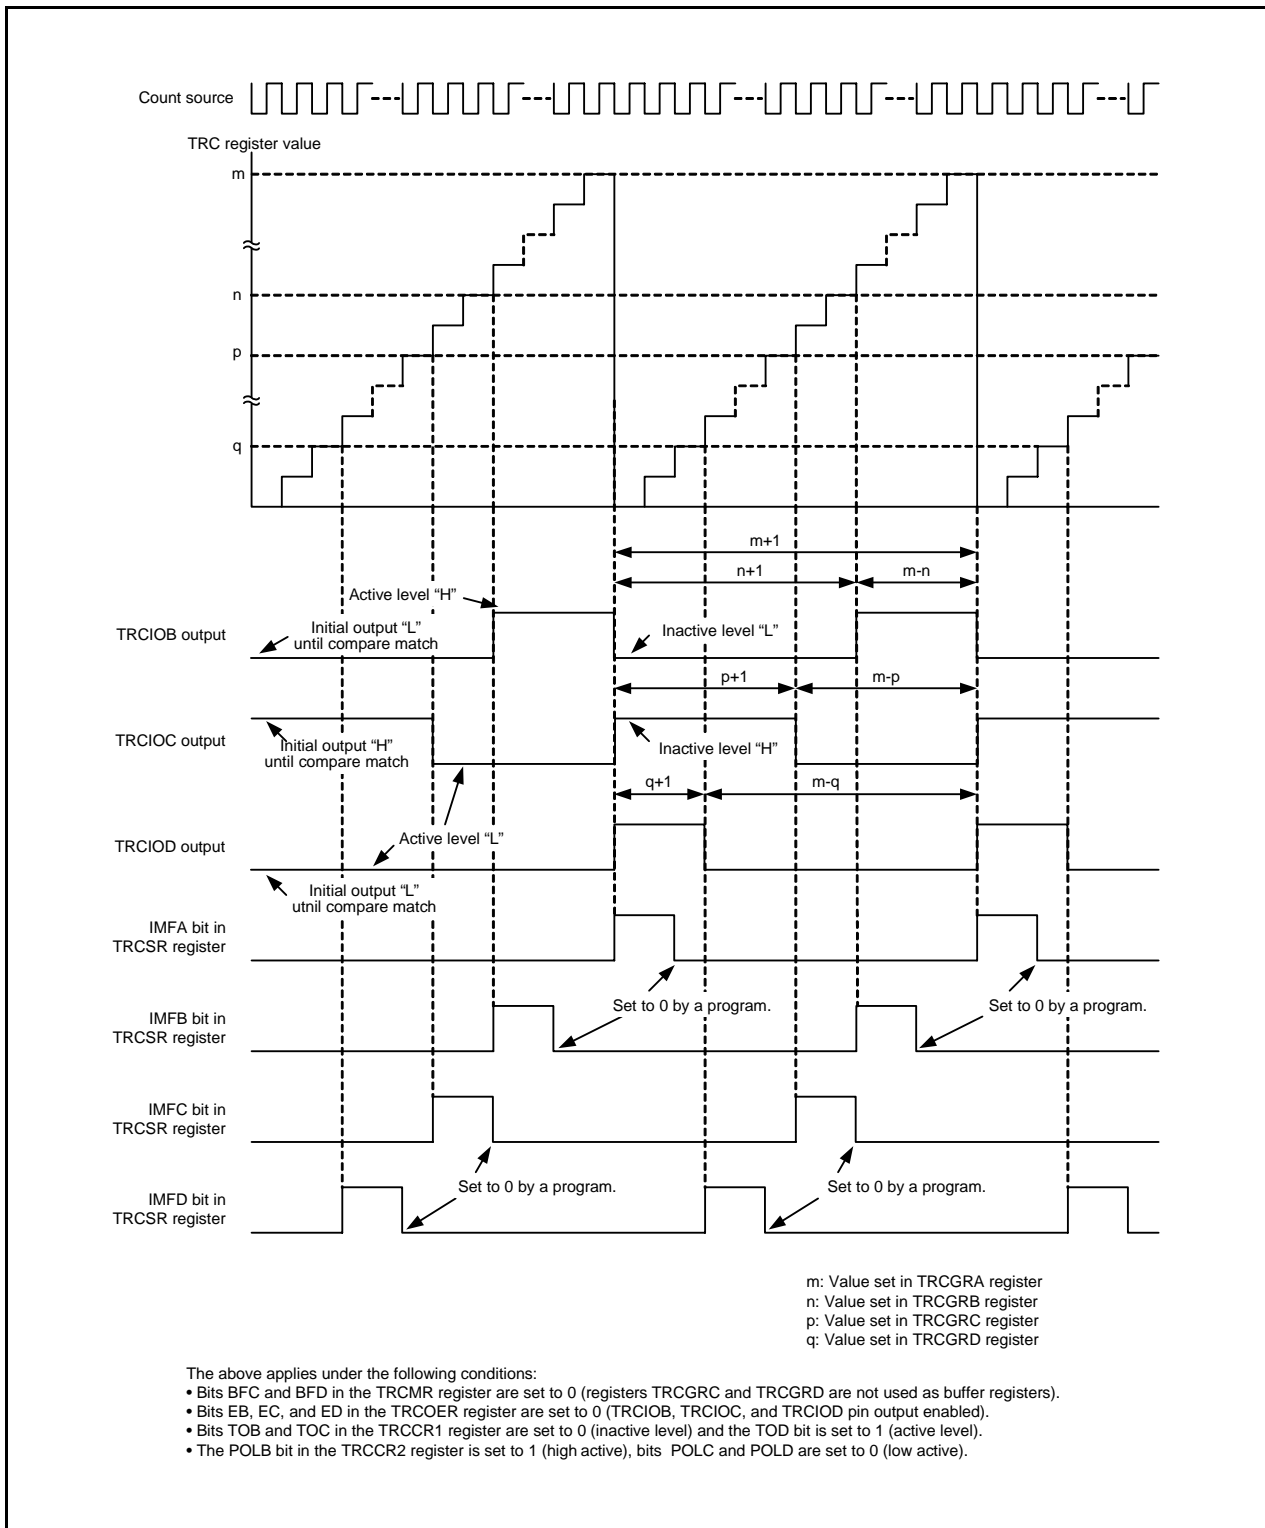 Count source
TRC register value
m
n
p
q
m+1
n+1
m-n
Active level “H”
TRCIOB output
Initial output “L”
until compare match
Inactive level “L”
p+1
m-p
TRCIOC output
Initial output “H”
until compare match
Inactive level “H”
q+1
m-q
Active level “L”
TRCIOD output
Initial output “L”
utnil compare match
IMFA bit in
TRCSR register
Set to 0 by a program.
Set to 0 by a program.
IMFB bit in
TRCSR register
IMFC bit in
TRCSR register
Set to 0 by a program.
Set to 0 by a program.
IMFD bit in
TRCSR register
m: Value set in TRCGRA register
n: Value set in TRCGRB register
p: Value set in TRCGRC register
q: Value set in TRCGRD register
The above applies under the following conditions:
• Bits BFC and BFD in the TRCMR register are set to 0 (registers TRCGRC and TRCGRD are not used as buffer registers).
• Bits EB, EC, and ED in the TRCOER register are set to 0 (TRCIOB, TRCIOC, and TRCIOD pin output enabled).
• Bits TOB and TOC in the TRCCR1 register are set to 0 (inactive level) and the TOD bit is set to 1 (active level).
• The POLB bit in the TRCCR2 register is set to 1 (high active), bits POLC and POLD are set to 0 (low active).